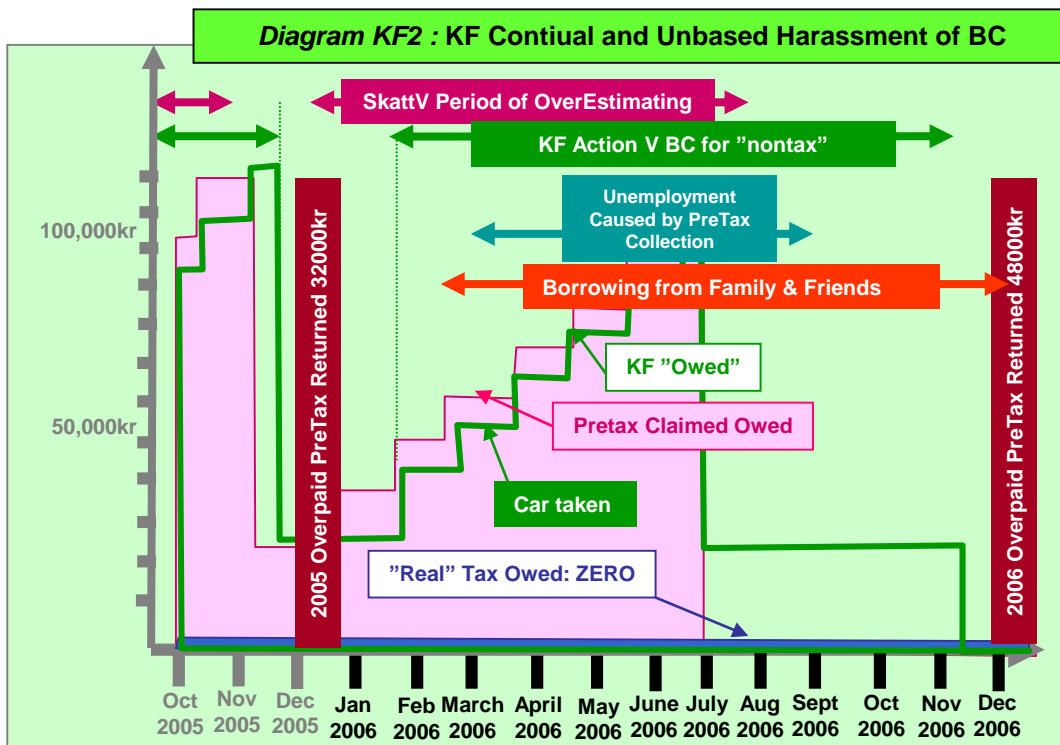 Diagram KF2 : KF Contiual and Unbased Harassment of BC
SkattV Period of OverEstimating
KF Action V BC for ”nontax”
Unemployment
Caused by PreTax
Collection
Borrowing from Family & Friends
100,000kr
50,000kr
2005 Overpaid PreTax Returned 32000kr
2006 Overpaid PreTax Returned 48000kr
KF ”Owed”
Pretax Claimed Owed
Car taken
”Real” Tax Owed: ZERO
Oct
2005
Nov
2005
Dec
2005
Jan
2006
Feb
2006
March
2006
April
2006
May
2006
June
2006
July
2006
Aug
2006
Sept
2006
Oct
2006
Nov
2006
Dec
2006